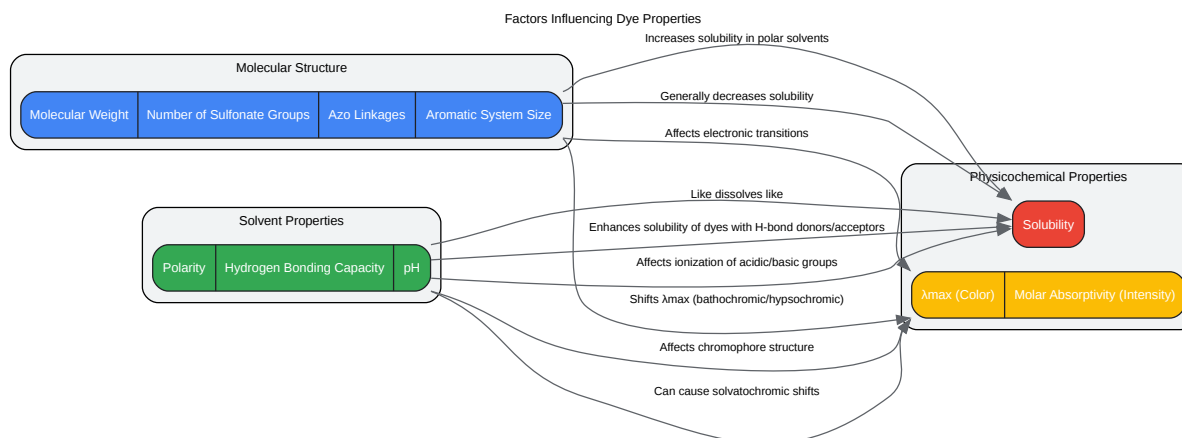 Factors Influencing Dye Properties
Increases solubility in polar solvents
Molecular Structure
Generally decreases solubility
Molecular Weight
Number of Sulfonate Groups
Azo Linkages
Aromatic System Size
Affects electronic transitions
Physicochemical Properties
Like dissolves like
Solvent Properties
Solubility
Enhances solubility of dyes with H-bond donors/acceptors
Polarity
Hydrogen Bonding Capacity
pH
Affects ionization of acidic/basic groups
Shifts λmax (bathochromic/hypsochromic)
λmax (Color)
Molar Absorptivity (Intensity)
Affects chromophore structure
Can cause solvatochromic shifts